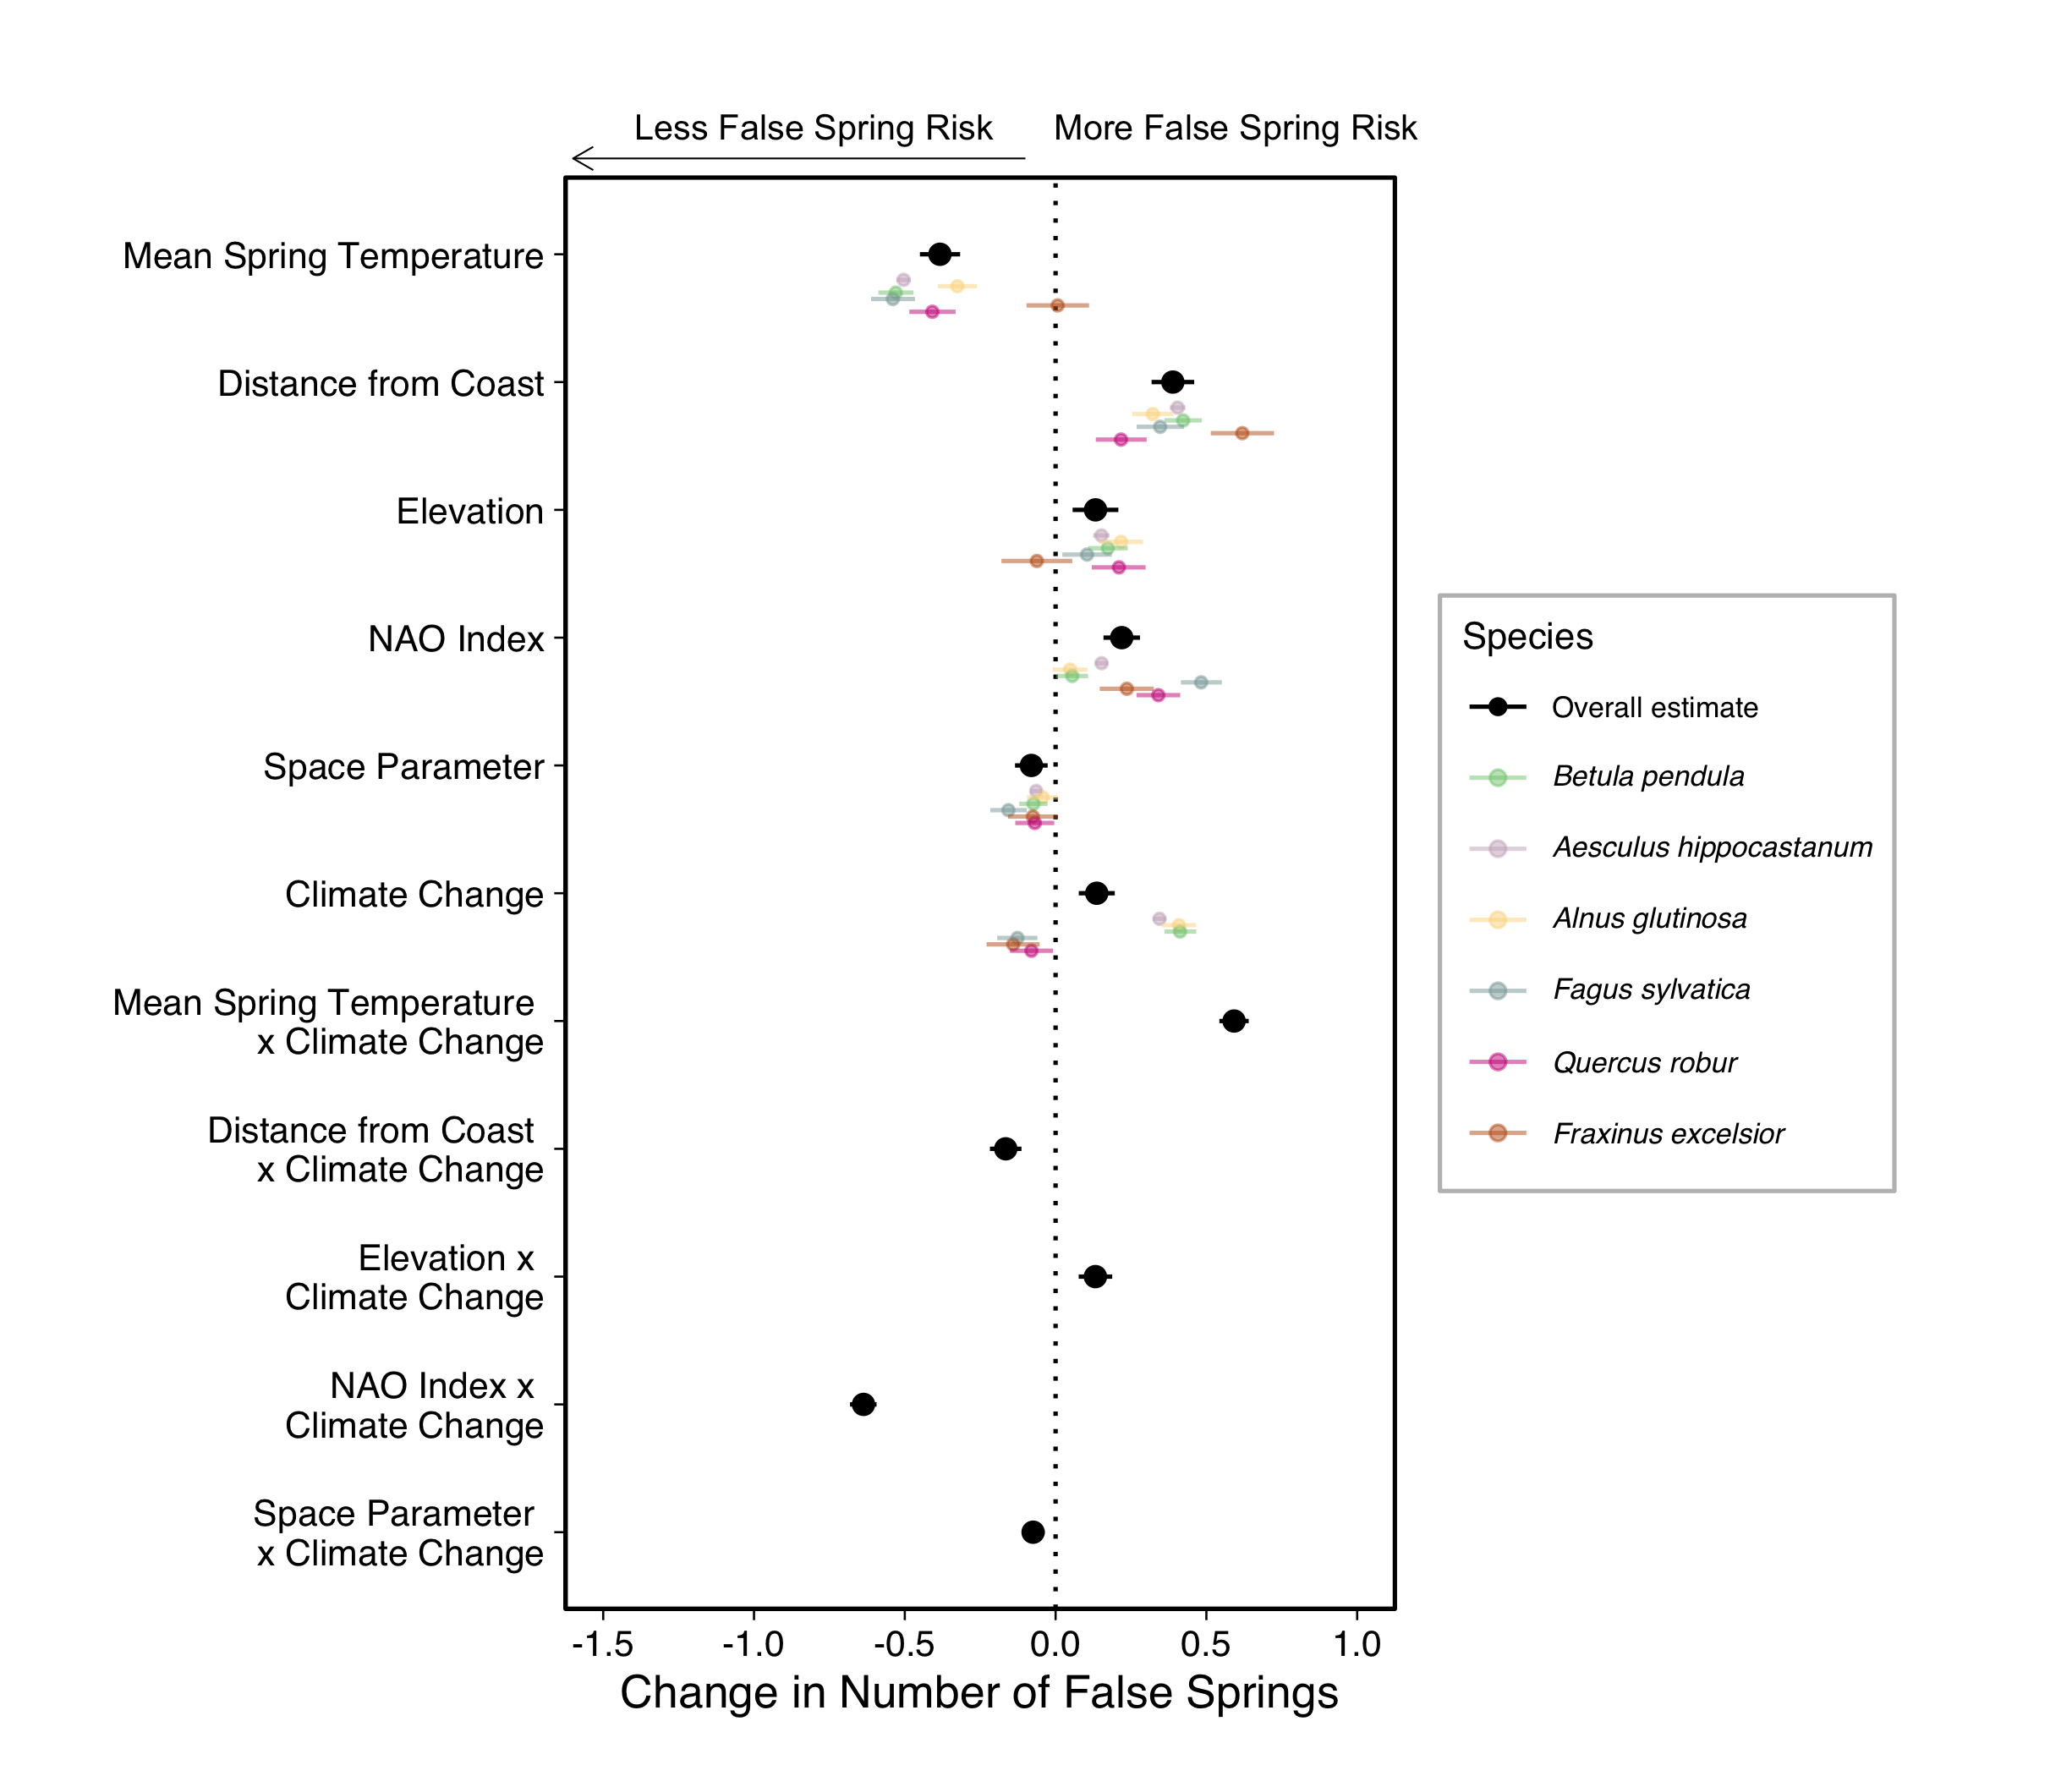 Less False Spring Risk
More False Spring Risk
Mean Spring Temperature
Distance from Coast
Elevation
NAO Index
Space Parameter
Climate Change
Mean Spring Temperature
x Climate Change
Distance from Coast
x Climate Change
Elevation x
Climate Change
NAO Index x
Climate Change
Space Parameter
x Climate Change
-1.5
-1.0
-0.5
0.0
0.5
1.0
Change in Number of False Springs
Species
Overall estimate
Betula pendula
Aesculus hippocastanum
Alnus glutinosa
Fagus sylvatica
Quercus robur
Fraxinus excelsior